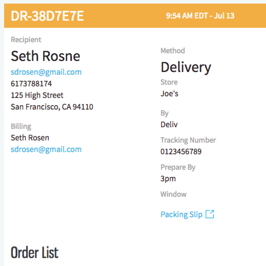 DR-38D7E7E
9:54 AM EDT - Jul 13
Recipient
Seth Rosne
sdrosen@gmail.com
6173788174
125 High Street
San Francisco, CA 94110
Billing
Seth Rosen
sdrosen@gmail.com
Method
Delivery
Store
Joe's
By
Deliv
Tracking Number
0123456789
Prepare By
3pm
Window
Packing Slip
Order List